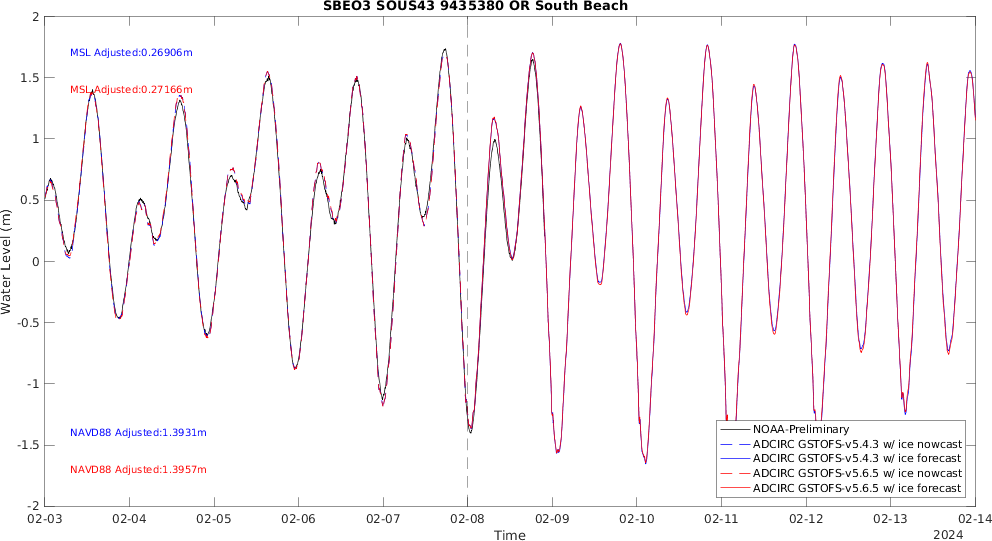 SBEO3 SOUS43 9435380 OR South Beach
Water Level (m)
2
1.5
1
0.5
0
-0.5
-1
-1.5
-2
MSL Adjusted:0.26906m
MSL Adjusted:0.27166m
NAVD88 Adjusted:1.3931m
NAVD88 Adjusted:1.3957m
NOAA-Preliminary
ADCIRC GSTOFS-v5.4.3 w/ ice nowcast
ADCIRC GSTOFS-v5.4.3 w/ ice forecast
ADCIRC GSTOFS-v5.6.5 w/ ice nowcast
ADCIRC GSTOFS-v5.6.5 w/ ice forecast
02-03 02-04 02-05 02-06 02-07 02-08 02-09 02-10 02-11 02-12 02-13 02-14
Time
2024